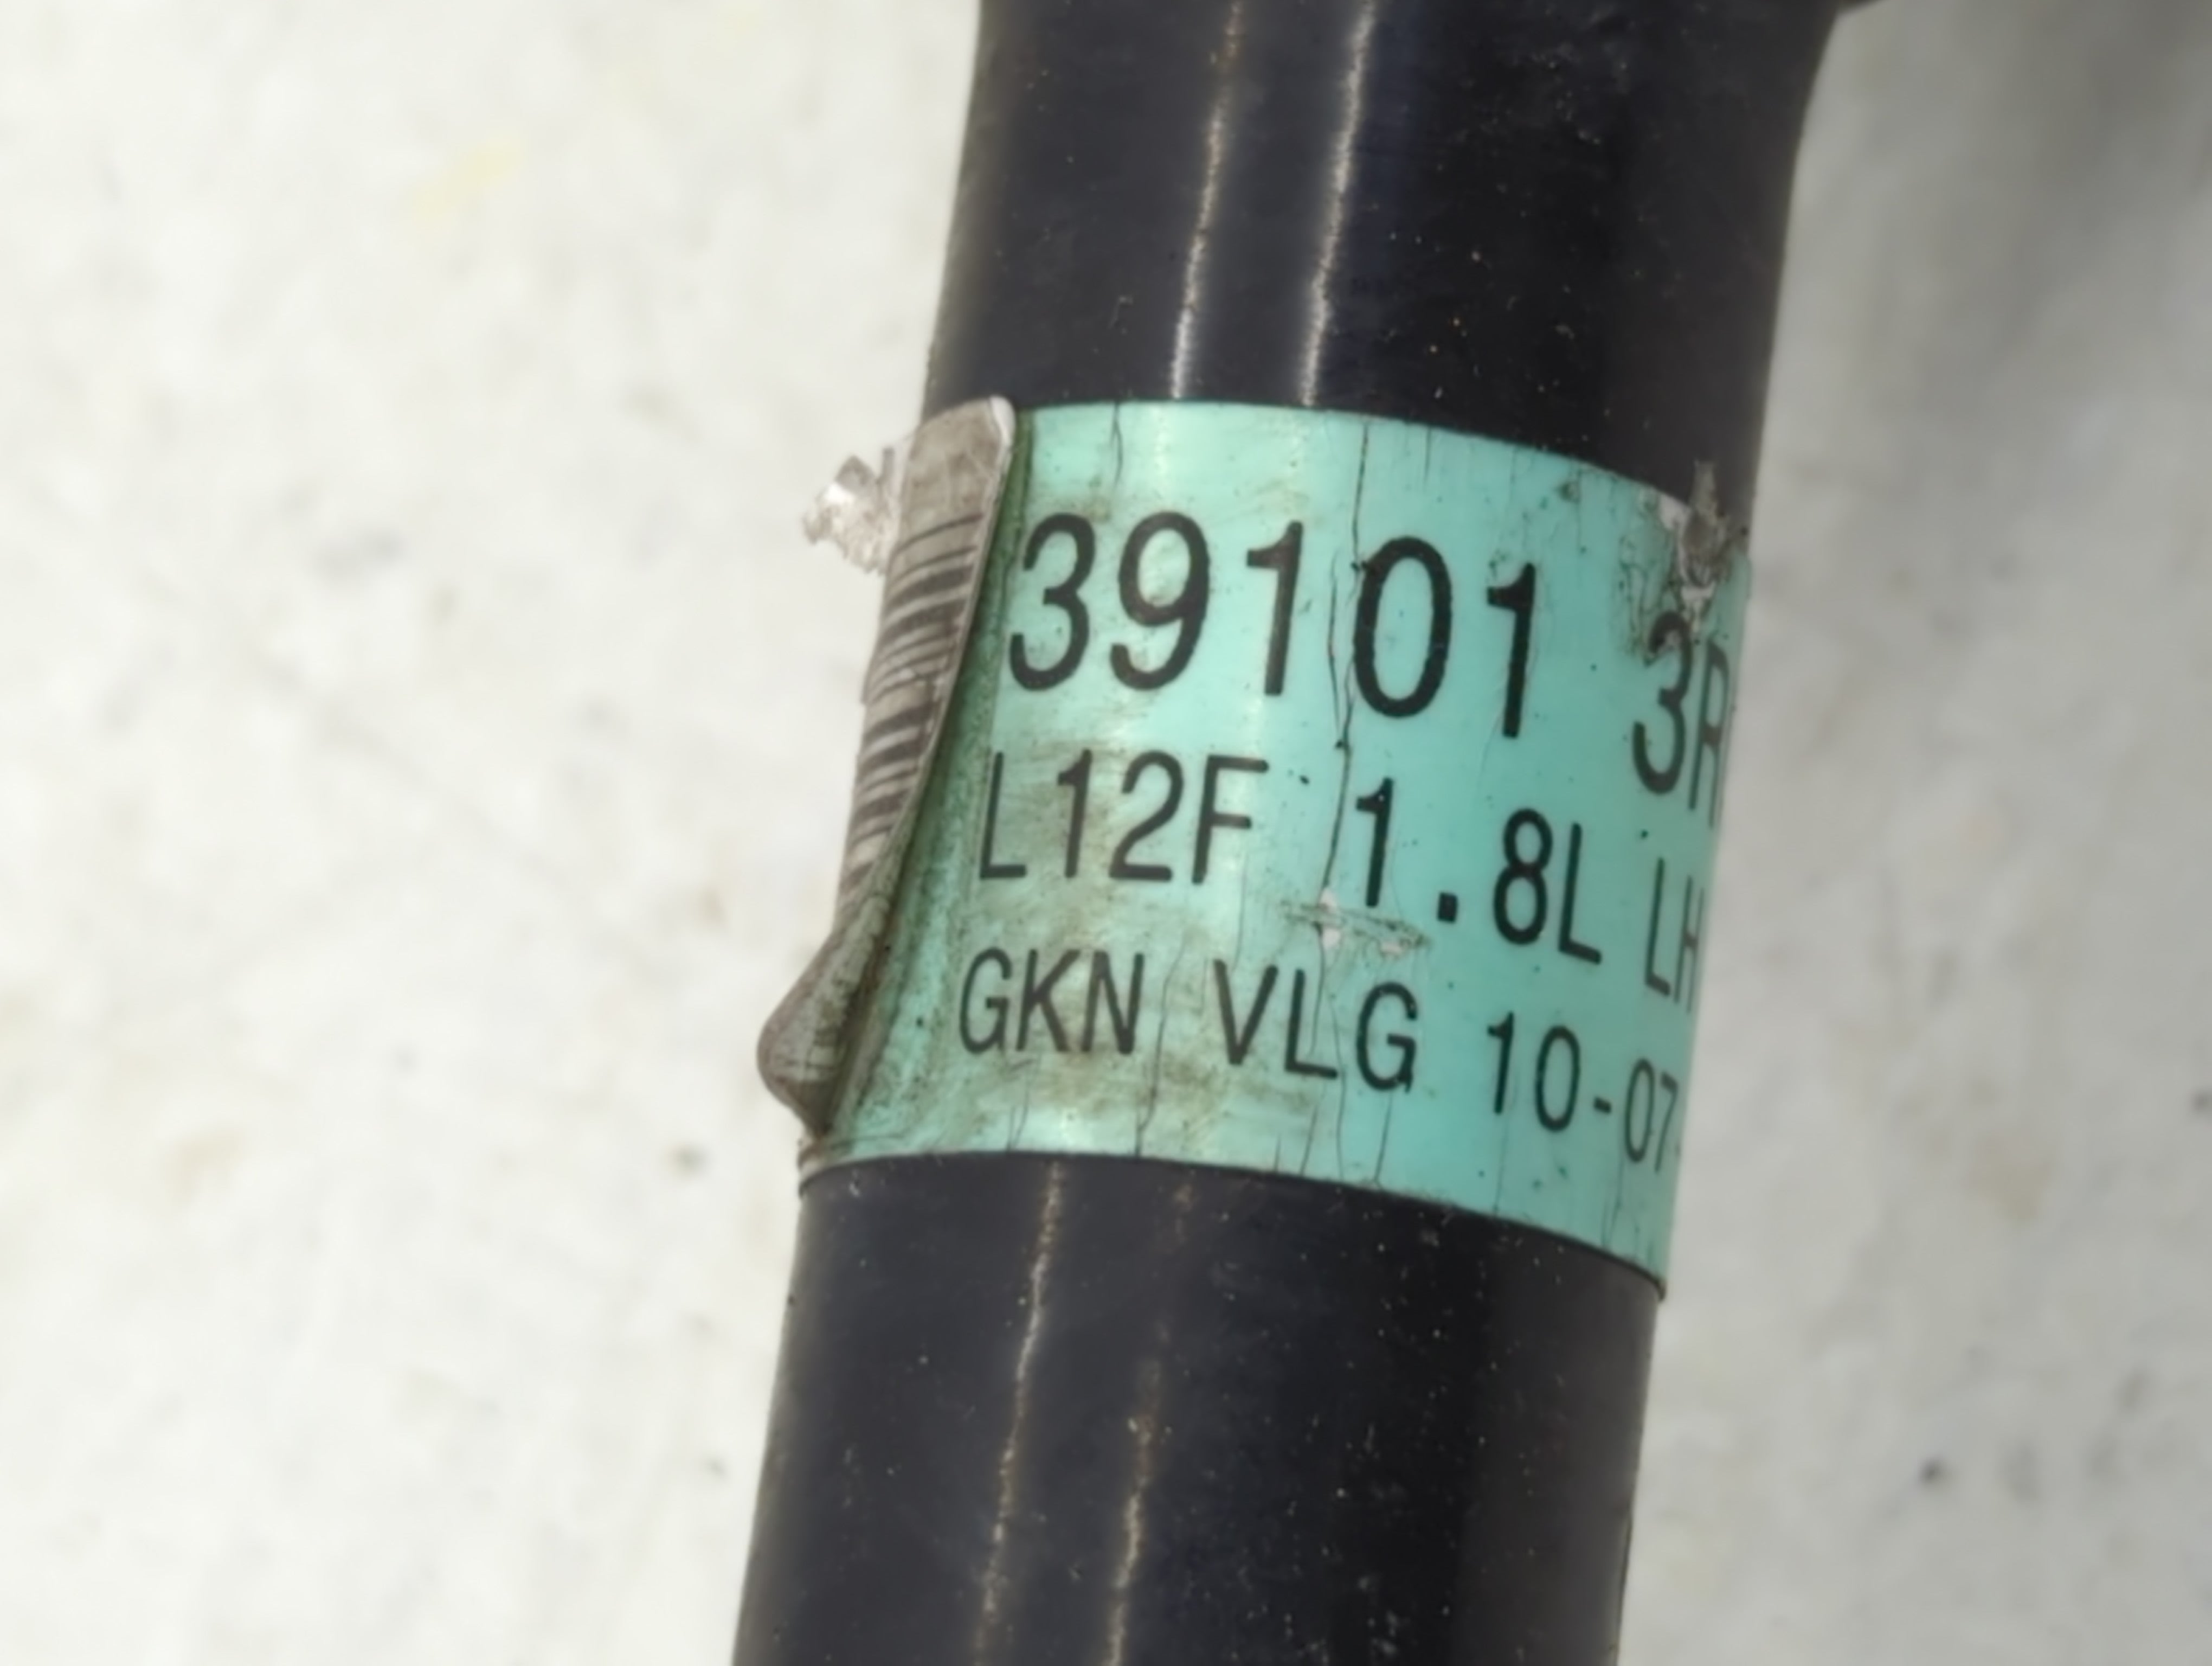 39101 3R
L12F 1.8L LH
GKN VLG 10-07